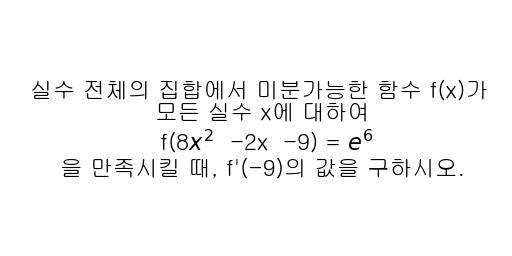 실수 전체의 집합에서 미분가능한 함수 f(x)가
모든 실수 x에 대하여
f(8x² −2x −9) = e⁶
을 만족시킬 때, f'(−9)의 값을 구하시오.